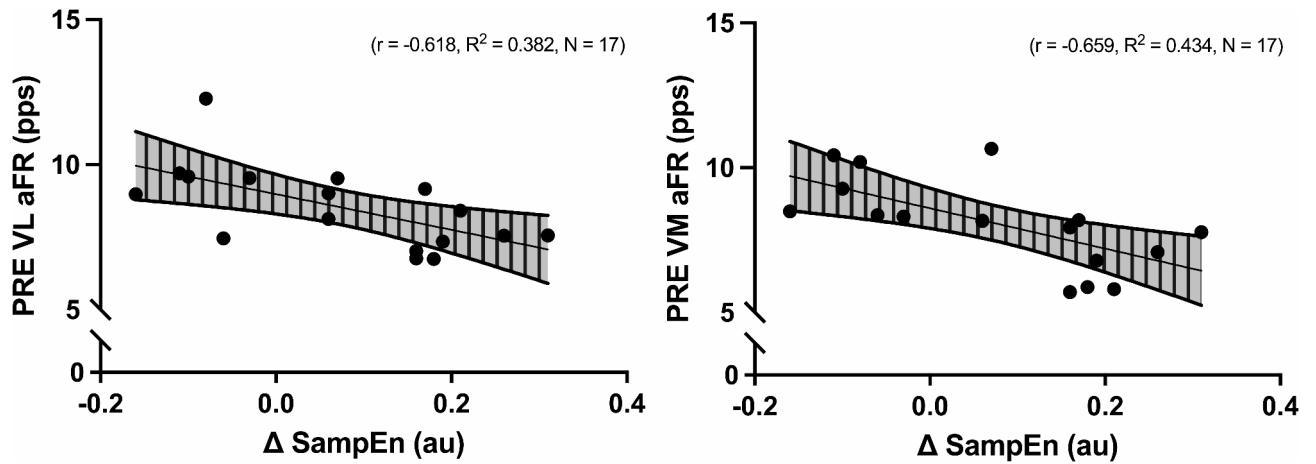 (r = -0.618, R² = 0.382, N = 17)
PRE VL aFR (pps)
15
10
5
0
-0.2
0.0
0.2
0.4
Δ SampEn (au)
(r = -0.659, R² = 0.434, N = 17)
PRE VM aFR (pps)
15
10
5
0
-0.2
0.0
0.2
0.4
Δ SampEn (au)